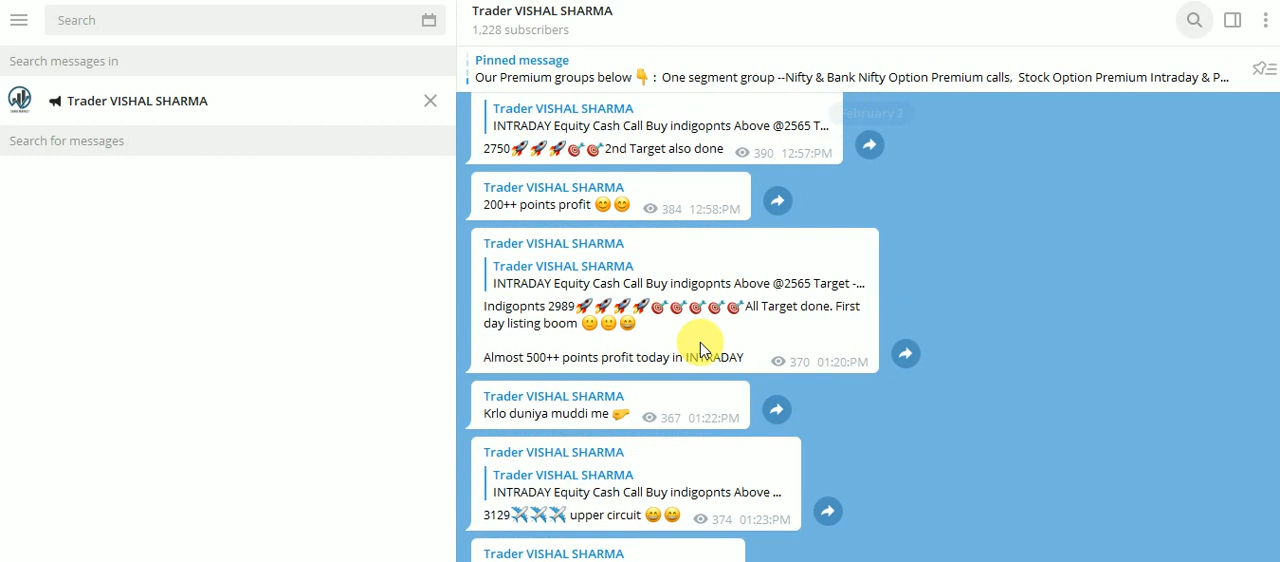 Search
Search messages in
Trader VISHAL SHARMA
Search for messages
Trader VISHAL SHARMA
1,228 subscribers
Pinned message
Our Premium groups below 👇 : One segment group --Nifty & Bank Nifty Option Premium calls, Stock Option Premium Intraday & P...
February 2
Trader VISHAL SHARMA
INTRADAY Equity Cash Call Buy indigopnts Above @2565 T...
2750🚀🚀🚀🎯🎯2nd Target also done 390 12:57:PM
Trader VISHAL SHARMA
200++ points profit 😊😊 384 12:58:PM
Trader VISHAL SHARMA
Trader VISHAL SHARMA
INTRADAY Equity Cash Call Buy indigopnts Above @2565 Target -...
Indigopnts 2989🚀🚀🚀🚀🎯🎯🎯🎯🎯All Target done. First
day listing boom 🙂🙂😄
Almost 500++ points profit today in INTRADAY 370 01:20:PM
Trader VISHAL SHARMA
Krlo duniya muddi me 🤛 367 01:22:PM
Trader VISHAL SHARMA
Trader VISHAL SHARMA
INTRADAY Equity Cash Call Buy indigopnts Above ...
3129✈️✈️✈️ upper circuit 😄😄 374 01:23:PM
Trader VISHAL SHARMA